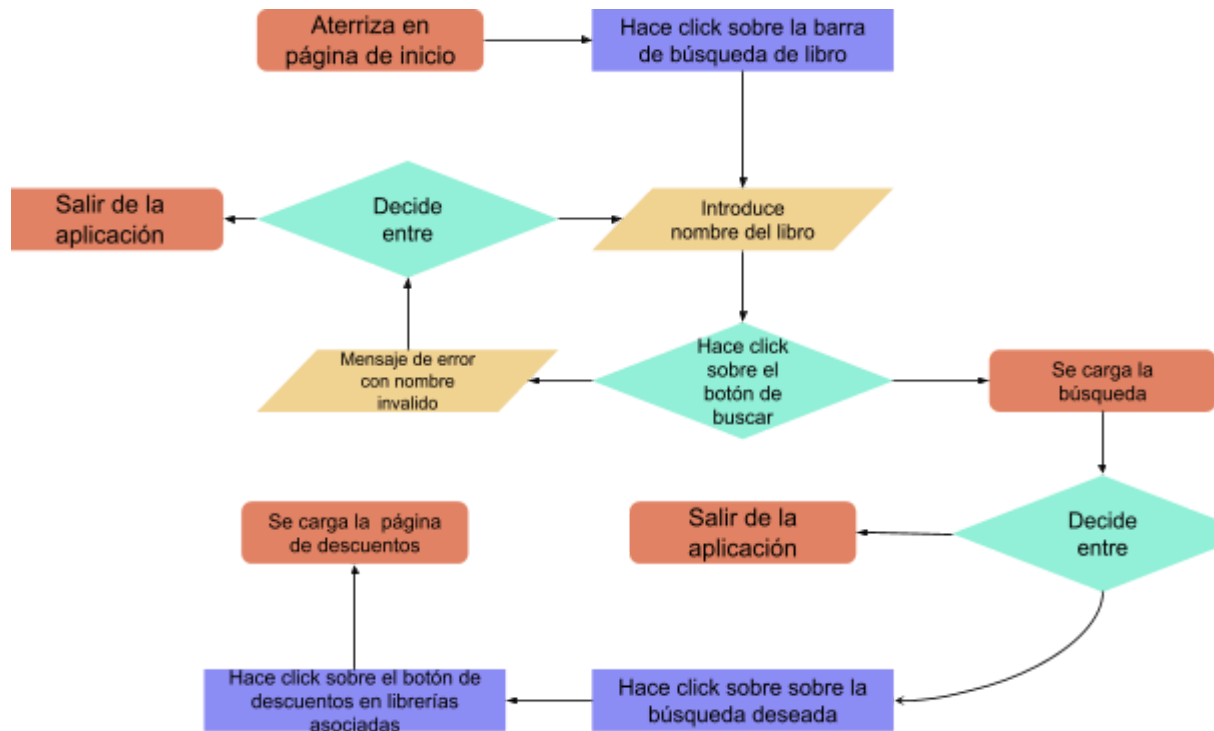 Aterriza en
página de inicio
Hace click sobre la barra
de búsqueda de libro
Salir de la
aplicación
Decide
entre
Introduce
nombre del libro
Mensaje de error
con nombre
invalido
Hace click
sobre el
botón de
buscar
Se carga la
búsqueda
Se carga la página
de descuentos
Salir de la
aplicación
Decide
entre
Hace click sobre el botón de
descuentos en librerías
asociadas
Hace click sobre sobre la
búsqueda deseada